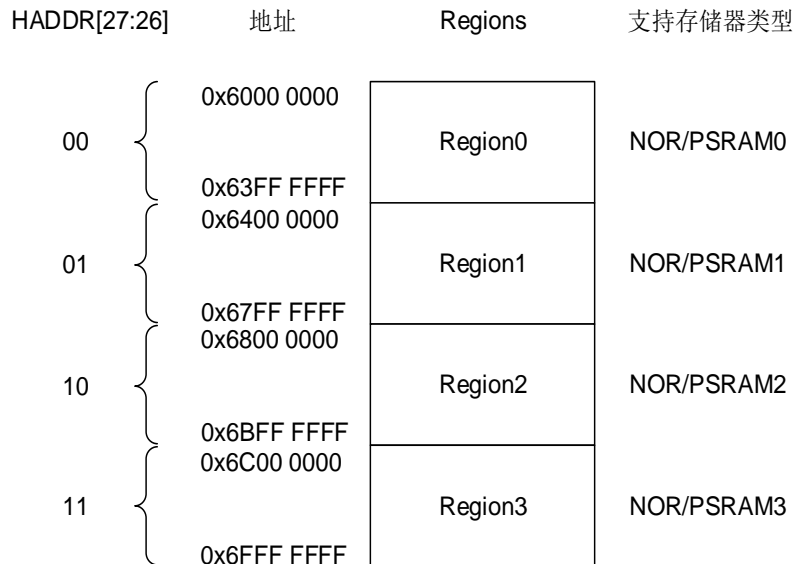 HADDR[27:26] 地址 Regions 支持存储器类型
0x6000 0000
00 Region0 NOR/PSRAM0
0x63FF FFFF
0x6400 0000
01 Region1 NOR/PSRAM1
0x67FF FFFF
0x6800 0000
10 Region2 NOR/PSRAM2
0x6BFF FFFF
0x6C00 0000
11 Region3 NOR/PSRAM3
0x6FFF FFFF